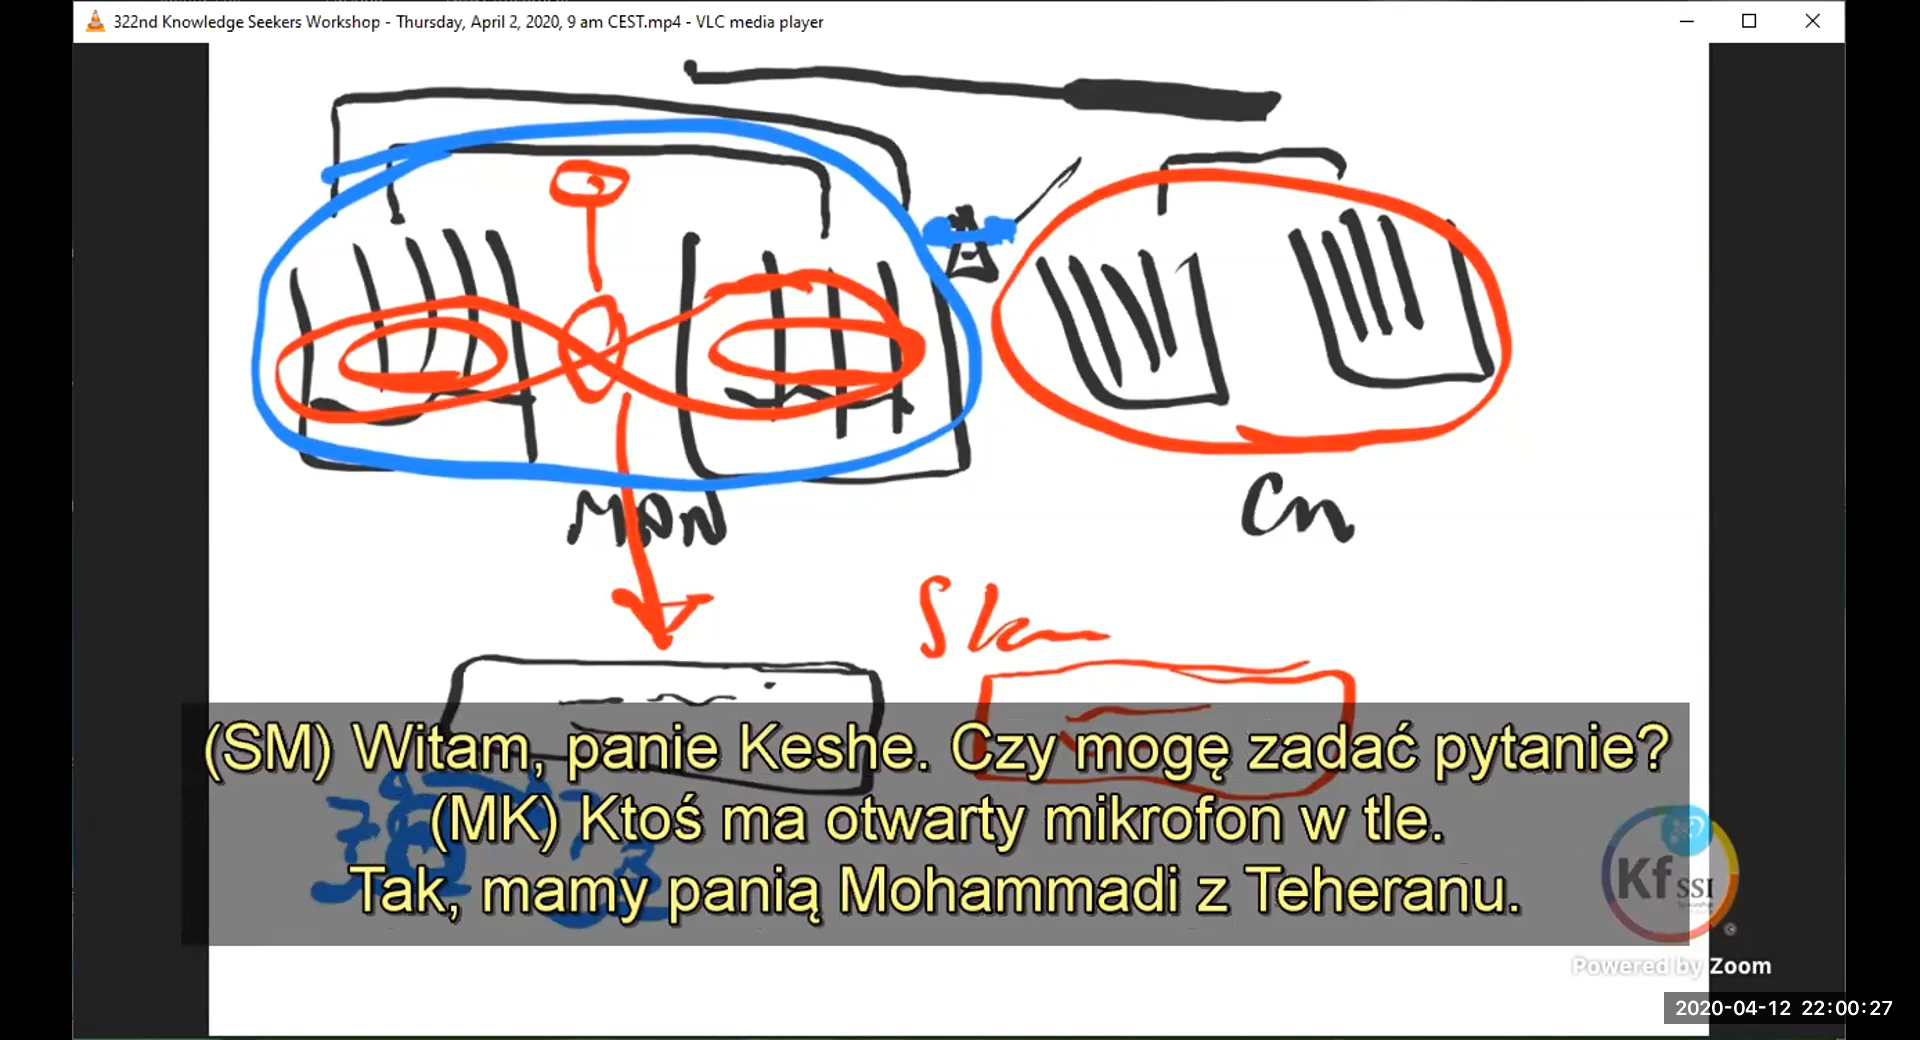 322nd Knowledge Seekers Workshop - Thursday, April 2, 2020, 9 am CEST.mp4 - VLC media player
Cn
(SM) Witam, panie Keshe. Czy mogę zadać pytanie?
(MK) Ktoś ma otwarty mikrofon w tle.
Tak, mamy panią Mohammadi z Teheranu.
Kf SSI
Powered by Zoom
2020-04-12 22:00:27